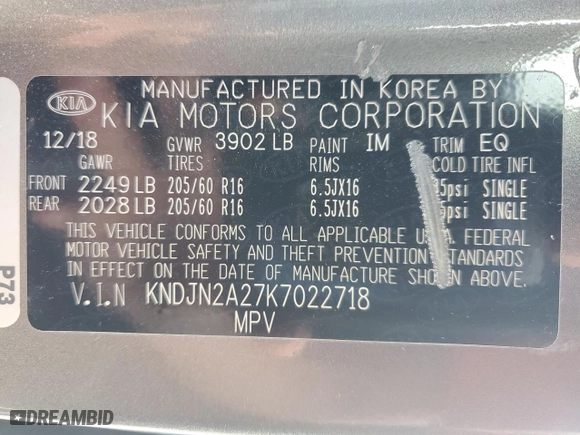 MANUFACTURED IN KOREA BY
KIA KIA MOTORS CORPORATION
12/18 GVWR 3902 LB PAINT IM TRIM EQ
GAWR TIRES RIMS COLD TIRE INFL
FRONT 2249 LB 205/60 R16 6.5JX16 5psi SINGLE
REAR 2028 LB 205/60 R16 6.5JX16 psi SINGLE
THIS VEHICLE CONFORMS TO ALL APPLICABLE FEDERAL
MOTOR VEHICLE SAFETY AND THEFT PREVENTION STANDARDS
IN EFFECT ON THE DATE OF MANUFACTURE SHOWN ABOVE.
V.I.N KNDJN2A27K7022718
MPV
P73
DREAMBID